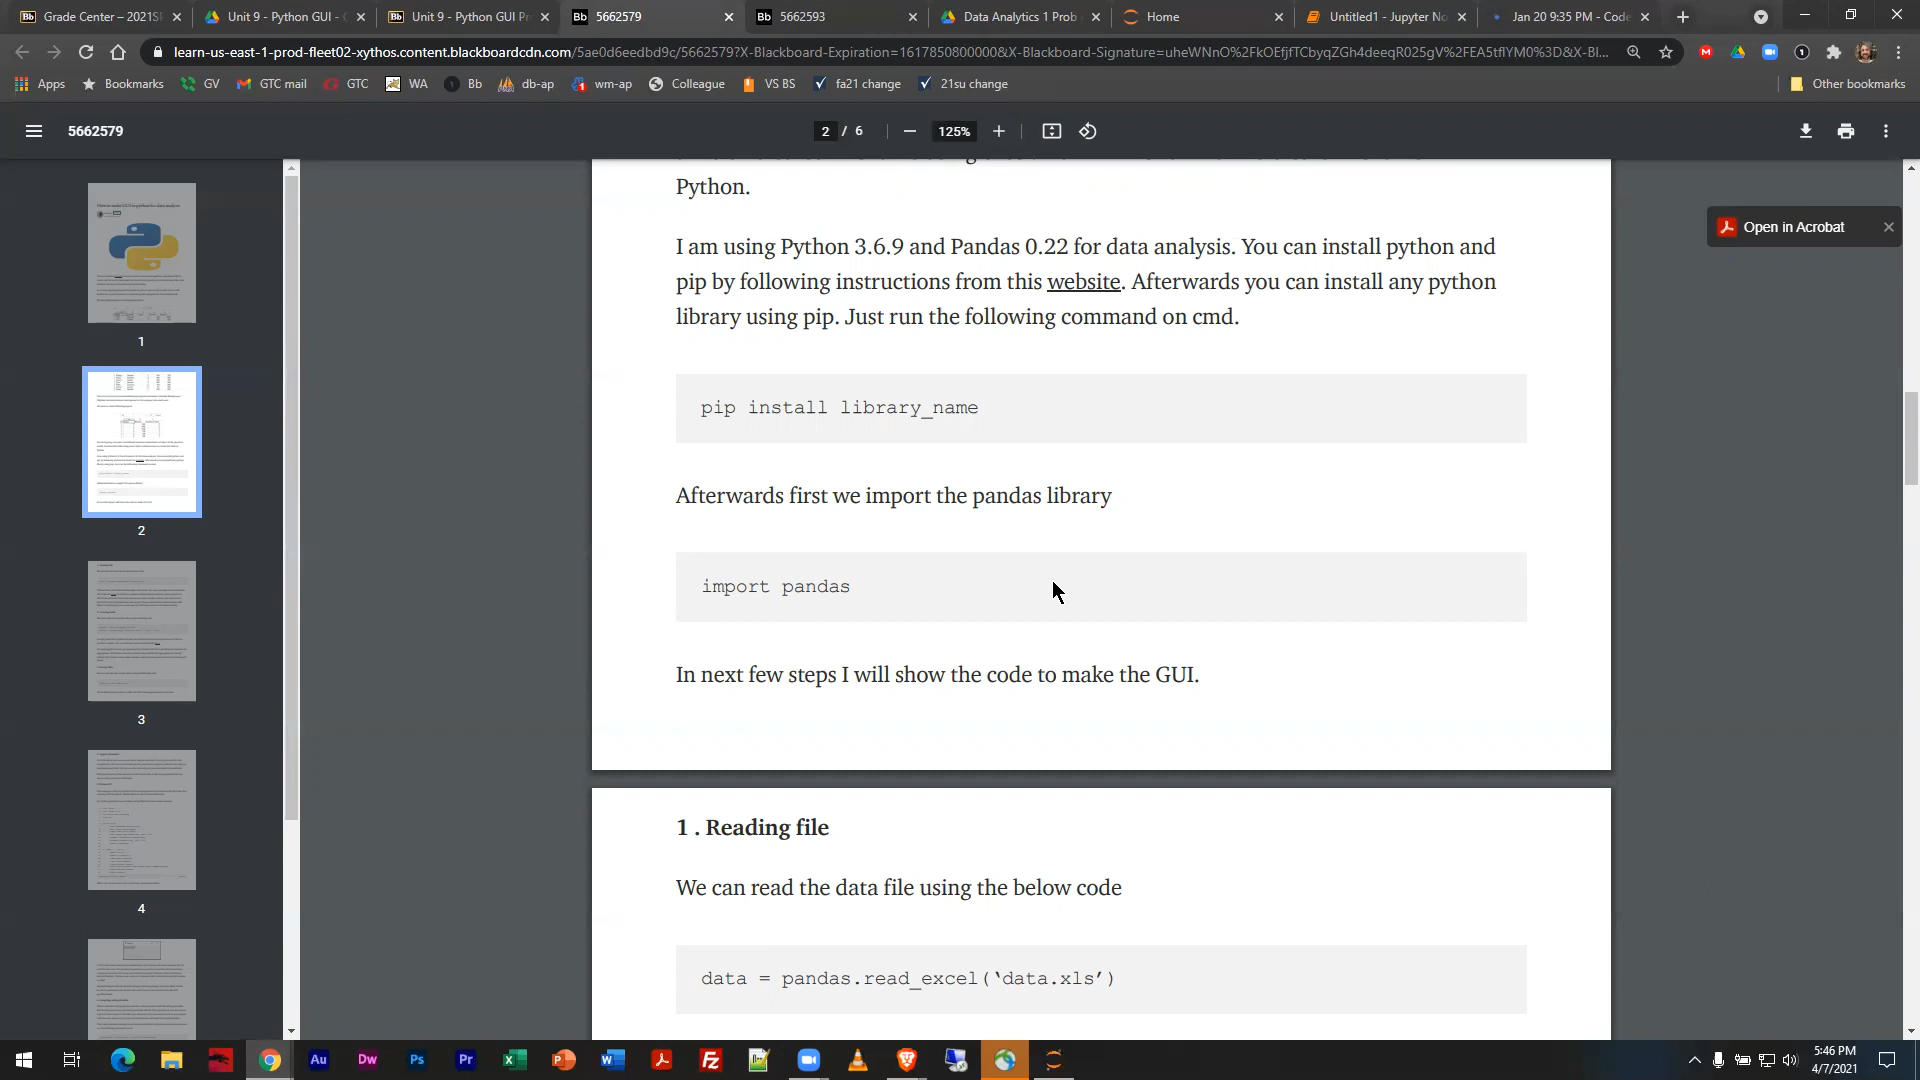 Grade Center – 2021S
Unit 9 - Python GUI -
Unit 9 - Python GUI Pr
5662579
5662593
Data Analytics 1 Prob
Home
Untitled1 - Jupyter No
Jan 20 9:35 PM - Code
learn-us-east-1-prod-fleet02-xythos.content.blackboardcdn.com/5ae0d6eedbd9c/5662579?X-Blackboard-Expiration=1617850800000&X-Blackboard-Signature=uheWNnO%2FkOEfjfTCbyqZGh4deeqR025gV%2FEA5tflYM0%3D&X-Bl...
Apps
Bookmarks
GV
GTC mail
GTC
WA
Bb
db-ap
wm-ap
Colleague
VS BS
fa21 change
21su change
Other bookmarks
5662579
2 / 6
125%
Open in Acrobat
Python.
I am using Python 3.6.9 and Pandas 0.22 for data analysis. You can install python and
pip by following instructions from this website. Afterwards you can install any python
library using pip. Just run the following command on cmd.
pip install library_name
Afterwards first we import the pandas library
import pandas
In next few steps I will show the code to make the GUI.
1 . Reading file
We can read the data file using the below code
data = pandas.read_excel(‘data.xls’)
1
2
3
4
5:46 PM
4/7/2021